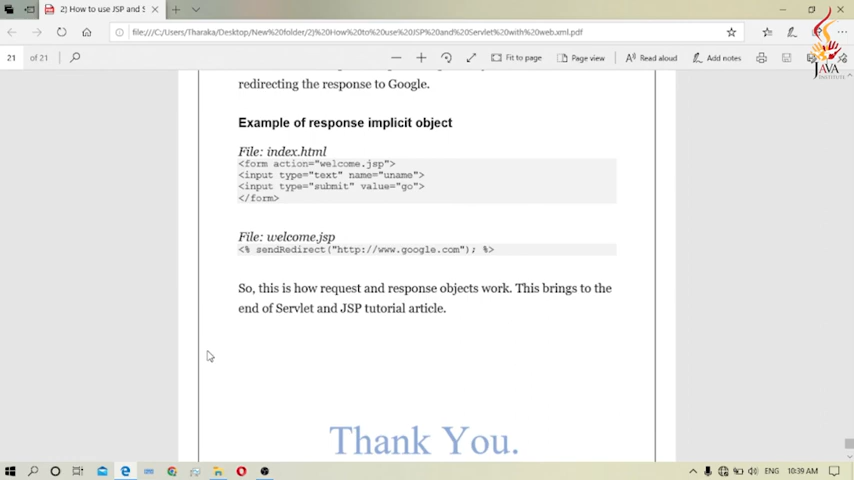 2) How to use JSP and S
file:///C:/Users/Tharaka/Desktop/New%20folder/2)%20How%20to%20use%20JSP%20and%20Servlet%20with%20web.xml.pdf
21 of 21
Fit to page
Page view
Read aloud
Add notes
JAVA
INSTITUTE
redirecting the response to Google.
Example of response implicit object
File: index.html
<form action="welcome.jsp">
<input type="text" name="uname">
<input type="submit" value="go">
</form>
File: welcome.jsp
<% sendRedirect("http://www.google.com"); %>
So, this is how request and response objects work. This brings to the
end of Servlet and JSP tutorial article.
Thank You.
ENG
10:39 AM